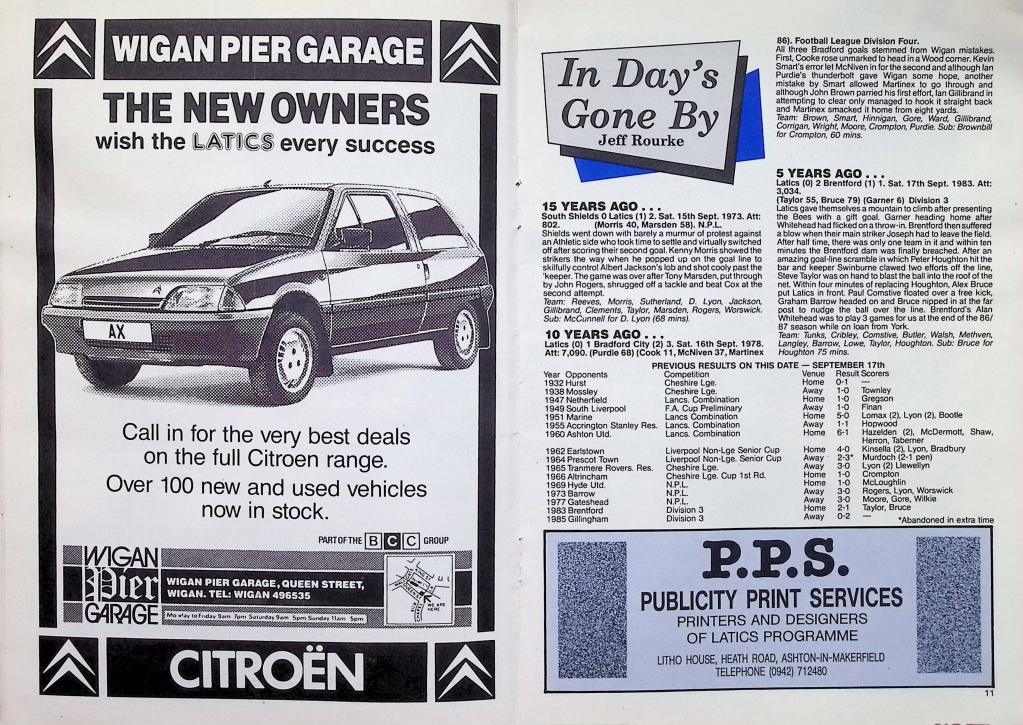 WIGAN PIER GARAGE
THE NEW OWNERS
wish the LATICS every success
AX
Call in for the very best deals
on the full Citroen range.
Over 100 new and used vehicles
now in stock.
PART OF THE BCC GROUP
WIGAN
Pier
GARAGE
WIGAN PIER GARAGE, QUEEN STREET,
WIGAN. TEL: WIGAN 496535
Monday to Friday 9am 7pm Saturday 9am 5pm Sunday 11am 5pm
WE ARE
HERE
CITROËN
In Day's
Gone By
Jeff Rourke
15 YEARS AGO . . .
South Shields 0 Latics (1) 2. Sat. 15th Sept. 1973. Att:
802. (Morris 40, Marsden 58). N.P.L.
Shields went down with barely a murmur of protest against
an Athletic side who took time to settle and virtually switched
off after scoring their second goal. Kenny Morris showed the
strikers the way when he popped up on the goal line to
skilfully control Albert Jackson's lob and shot cooly past the
'keeper. The game was over after Tony Marsden, put through
by John Rogers, shrugged off a tackle and beat Cox at the
second attempt.
Team: Reeves, Morris, Sutherland, D. Lyon, Jackson,
Gillibrand, Clements, Taylor, Marsden, Rogers, Worswick.
Sub: McCunnell for D. Lyon (68 mins).
10 YEARS AGO . . .
Latics (0) 1 Bradford City (2) 3. Sat. 16th Sept. 1978.
Att: 7,090. (Purdie 68) (Cook 11, McNiven 37, Martinex
86). Football League Division Four.
All three Bradford goals stemmed from Wigan mistakes.
First, Cooke rose unmarked to head in a Wood corner. Kevin
Smart's error let McNiven in for the second and although Ian
Purdie's thunderbolt gave Wigan some hope, another
mistake by Smart allowed Martinex to go through and
although John Brown parried his first effort, Ian Gillibrand in
attempting to clear only managed to hook it straight back
and Martinex smacked it home from eight yards.
Team: Brown, Smart, Hinnigan, Gore, Ward, Gillibrand,
Corrigan, Wright, Moore, Crompton, Purdie. Sub: Brownbill
for Crompton, 60 mins.
5 YEARS AGO . . .
Latics (0) 2 Brentford (1) 1. Sat. 17th Sept. 1983. Att:
3,034.
(Taylor 55, Bruce 79) (Garner 6) Division 3
Latics gave themselves a mountain to climb after presenting
the Bees with a gift goal. Garner heading home after
Whitehead had flicked on a throw-in. Brentford then suffered
a blow when their main striker Joseph had to leave the field.
After half time, there was only one team in it and within ten
minutes the Brentford dam was finally breached. After an
amazing goal-line scramble in which Peter Houghton hit the
bar and keeper Swinburne clawed two efforts off the line,
Steve Taylor was on hand to blast the ball into the roof of the
net. Within four minutes of replacing Houghton, Alex Bruce
put Latics in front. Paul Comstive floated over a free kick,
Graham Barrow headed on and Bruce nipped in at the far
post to nudge the ball over the line. Brentford's Alan
Whitehead was to play 3 games for us at the end of the 86/
87 season while on loan from York.
Team: Tunks, Cribley, Comstive, Butler, Walsh, Methven,
Langley, Barrow, Lowe, Taylor, Houghton. Sub: Bruce for
Houghton 75 mins.
PREVIOUS RESULTS ON THIS DATE — SEPTEMBER 17th
Year Opponents Competition Venue Result Scorers
1932 Hurst Cheshire Lge. Home 0-1 —
1938 Mossley Cheshire Lge. Away 1-0 Townley
1947 Netherfield Lancs. Combination Home 1-0 Gregson
1949 South Liverpool F.A. Cup Preliminary Away 1-0 Finan
1951 Marine Lancs Combination Home 5-0 Lomax (2), Lyon (2), Bootle
1955 Accrington Stanley Res. Lancs. Combination Away 1-1 Hopwood
1960 Ashton Utd. Lancs. Combination Home 6-1 Hazelden (2), McDermott, Shaw,
Herron, Taberner
1962 Earlstown Liverpool Non-Lge Senior Cup Home 4-0 Kinsella (2), Lyon, Bradbury
1964 Prescot Town Liverpool Non-Lge. Senior Cup Away 2-3* Murdoch (2-1 pen)
1965 Tranmere Rovers. Res. Cheshire Lge. Away 3-0 Lyon (2) Llewellyn
1966 Altrincham Cheshire Lge. Cup 1st Rd. Home 1-0 Crompton
1969 Hyde Utd. N.P.L. Home 1-0 McLoughlin
1973 Barrow N.P.L. Away 3-0 Rogers, Lyon, Worswick
1977 Gateshead N.P.L. Away 3-0 Moore, Gore, Wilkie
1983 Brentford Division 3 Home 2-1 Taylor, Bruce
1985 Gillingham Division 3 Away 0-2 —
*Abandoned in extra time
P.P.S.
PUBLICITY PRINT SERVICES
PRINTERS AND DESIGNERS
OF LATICS PROGRAMME
LITHO HOUSE, HEATH ROAD, ASHTON-IN-MAKERFIELD
TELEPHONE (0942) 712480
11